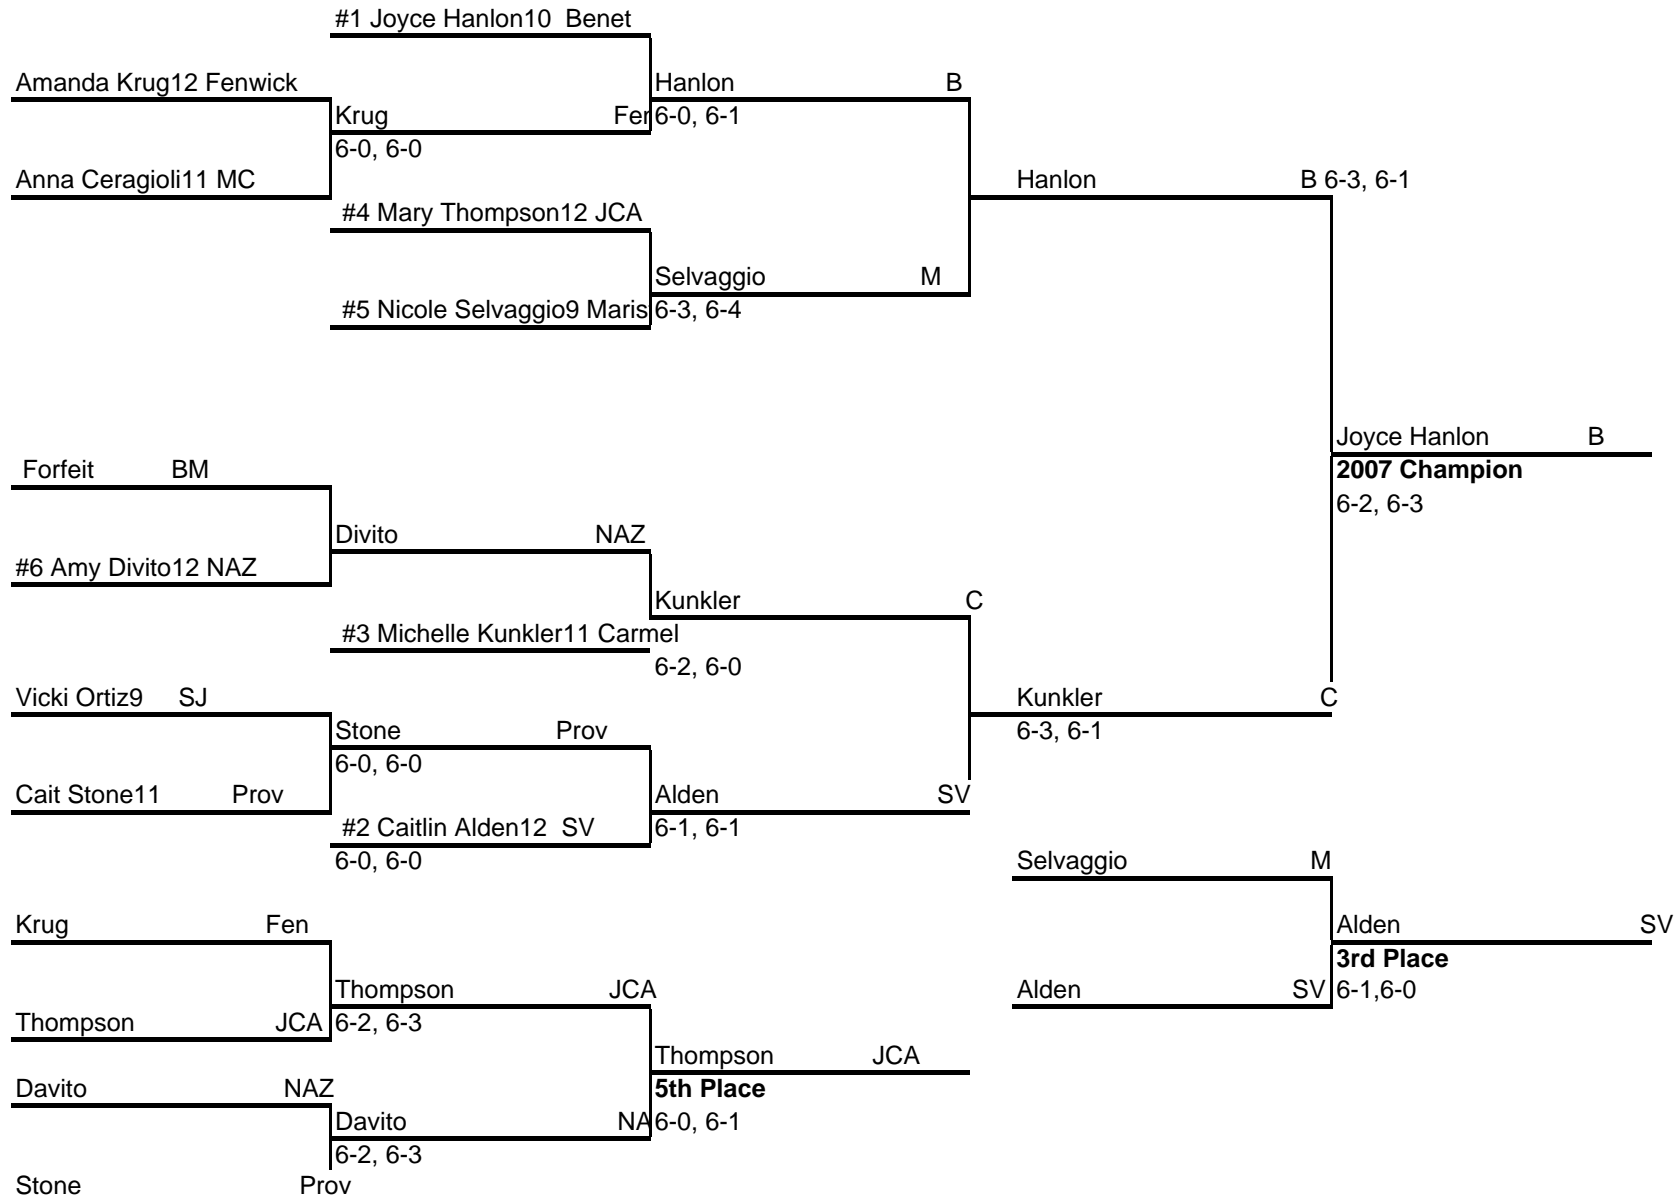 #1 Joyce Hanlon10 Benet
Amanda Krug12 Fenwick
Hanlon B
Krug Fen
6-0, 6-1
6-0, 6-0
Anna Ceragioli11 MC
Hanlon B 6-3, 6-1
#4 Mary Thompson12 JCA
Selvaggio M
#5 Nicole Selvaggio9 Maris
6-3, 6-4
Joyce Hanlon B
2007 Champion
6-2, 6-3
Forfeit BM
Divito NAZ
#6 Amy Divito12 NAZ
Kunkler C
#3 Michelle Kunkler11 Carmel
6-2, 6-0
Vicki Ortiz9 SJ
Kunkler C
6-3, 6-1
Stone Prov
6-0, 6-0
Cait Stone11 Prov
Alden SV
#2 Caitlin Alden12 SV
6-1, 6-1
6-0, 6-0
Selvaggio M
Krug Fen
Alden SV
3rd Place
Thompson JCA
Alden SV
6-1,6-0
Thompson JCA
6-2, 6-3
Thompson JCA
5th Place
Davito NAZ
Davito NA
6-0, 6-1
6-2, 6-3
Stone Prov